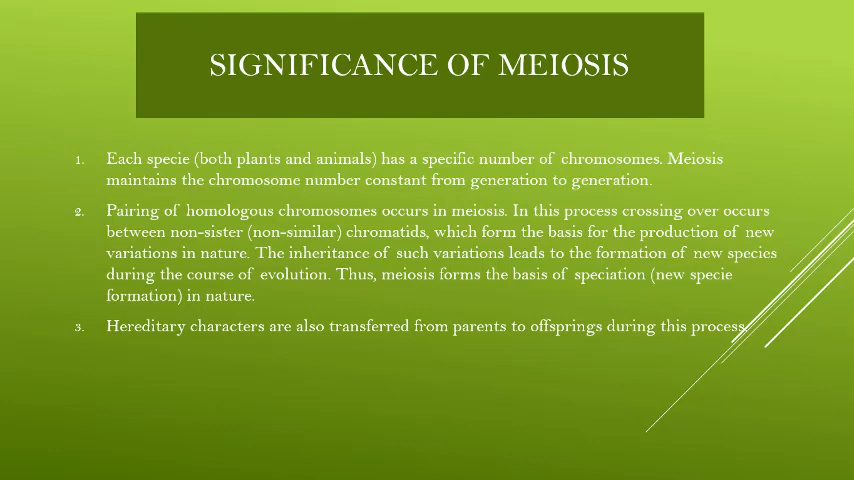 SIGNIFICANCE OF MEIOSIS
1. Each specie (both plants and animals) has a specific number of chromosomes. Meiosis
maintains the chromosome number constant from generation to generation.
2. Pairing of homologous chromosomes occurs in meiosis. In this process crossing over occurs
between non-sister (non-similar) chromatids, which form the basis for the production of new
variations in nature. The inheritance of such variations leads to the formation of new species
during the course of evolution. Thus, meiosis forms the basis of speciation (new specie
formation) in nature.
3. Hereditary characters are also transferred from parents to offsprings during this process.